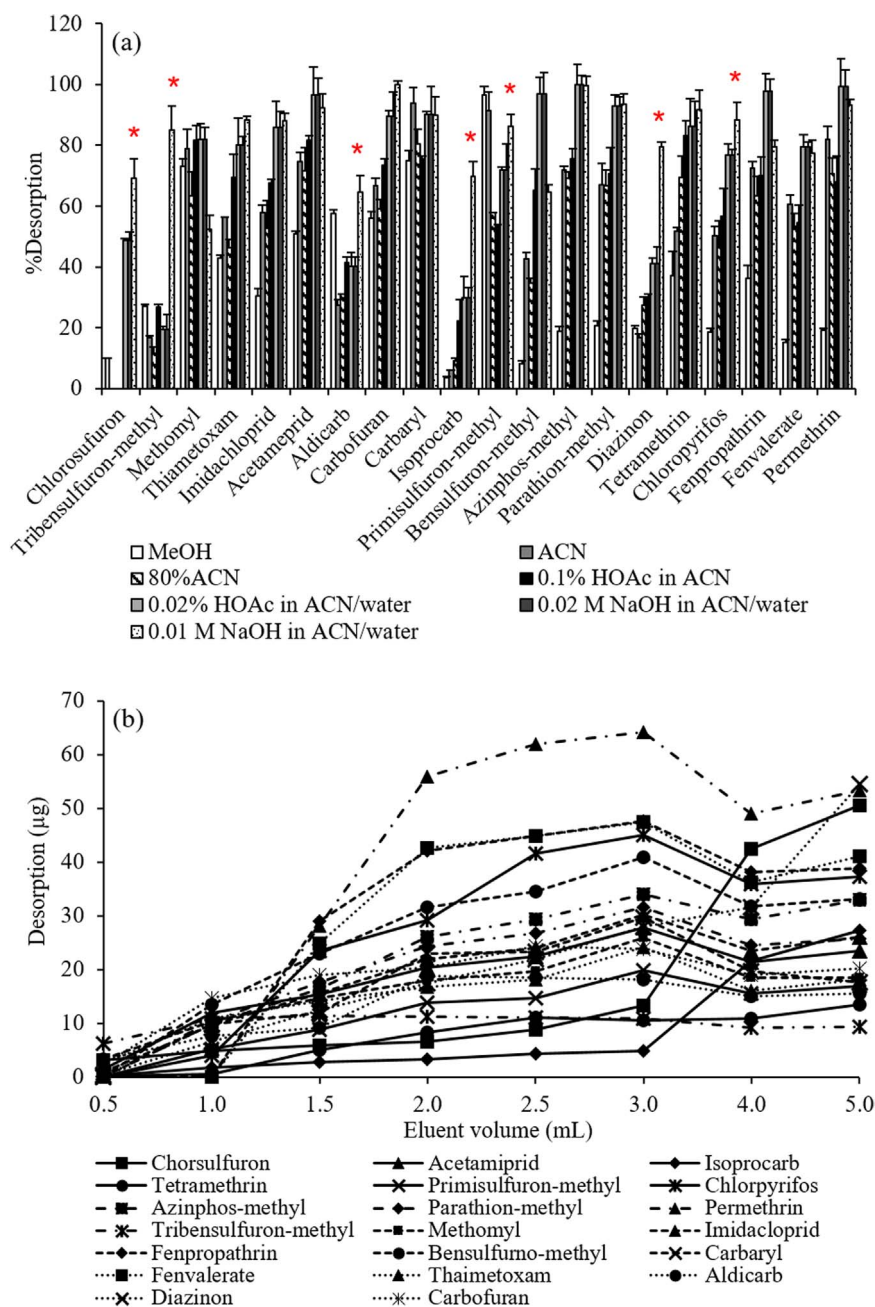 (a)
120
100
80
60
40
20
0
%Desorption
* * * * * * *
Chlorosufuron
Tribensulfuron-methyl
Methomyl
Thiametoxam
Imidachloprid
Acetameprid
Aldicarb
Carbofuran
Carbaryl
Isoprocarb
Primisulfuron-methyl
Bensulfuron-methyl
Azinphos-methyl
Parathion-methyl
Diazinon
Tetramethrin
Chloropyrifos
Fenpropathrin
Fenvalerate
Permethrin
MeOH ACN
80%ACN 0.1% HOAc in ACN
0.02% HOAc in ACN/water 0.02 M NaOH in ACN/water
0.01 M NaOH in ACN/water
(b)
70
60
50
40
30
20
10
0
Desorption (µg)
0.5 1.0 1.5 2.0 2.5 3.0 4.0 5.0
Eluent volume (mL)
Chorsulfuron Acetamiprid Isoprocarb
Tetramethrin Primisulfuron-methyl Chlorpyrifos
Azinphos-methyl Parathion-methyl Permethrin
Tribensulfuron-methyl Methomyl Imidacloprid
Fenpropathrin Bensulfumo-methyl Carbaryl
Fenvalerate Thaimetoxam Aldicarb
Diazinon Carbofuran